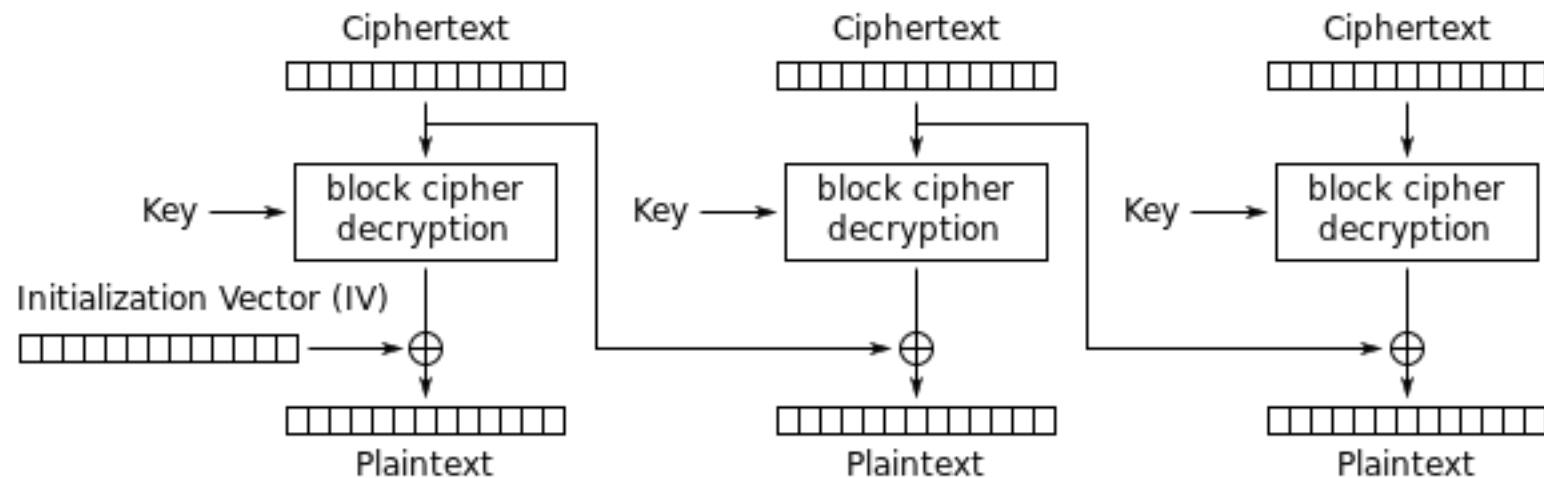 Ciphertext
Ciphertext
Ciphertext
block cipher
decryption
block cipher
decryption
block cipher
decryption
Key
Key
Key
Initialization Vector (IV)
Plaintext
Plaintext
Plaintext